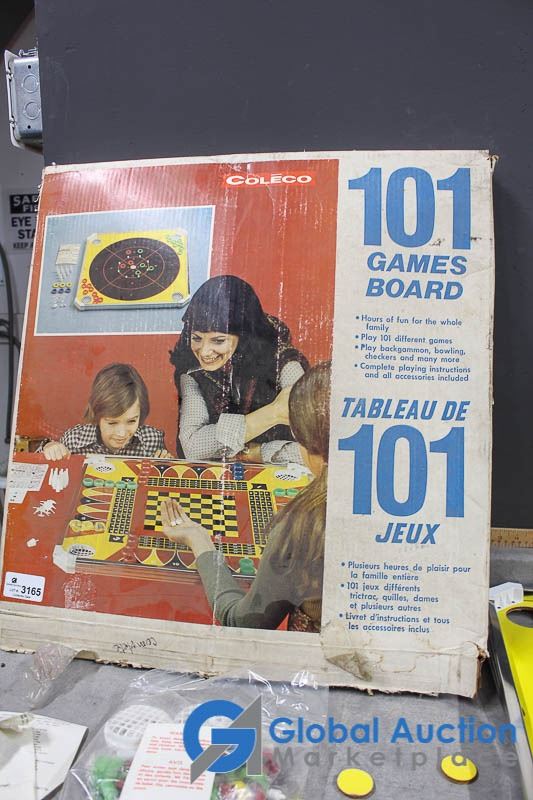 COLECO
101
GAMES
BOARD
• Hours of fun for the whole
family
• Play 101 different games
• Play backgammon, bowling,
checkers and many more
• Complete playing instructions
and all accessories included
TABLEAU DE
101
JEUX
• Plusieurs heures de plaisir pour
la famille entière
• 101 jeux différents
trictrac, quilles, dames
et plusieurs autres
• Livret d'instructions et tous
les accessoires inclus
3165
EYE
Global Auction
Marketplace
AVIS